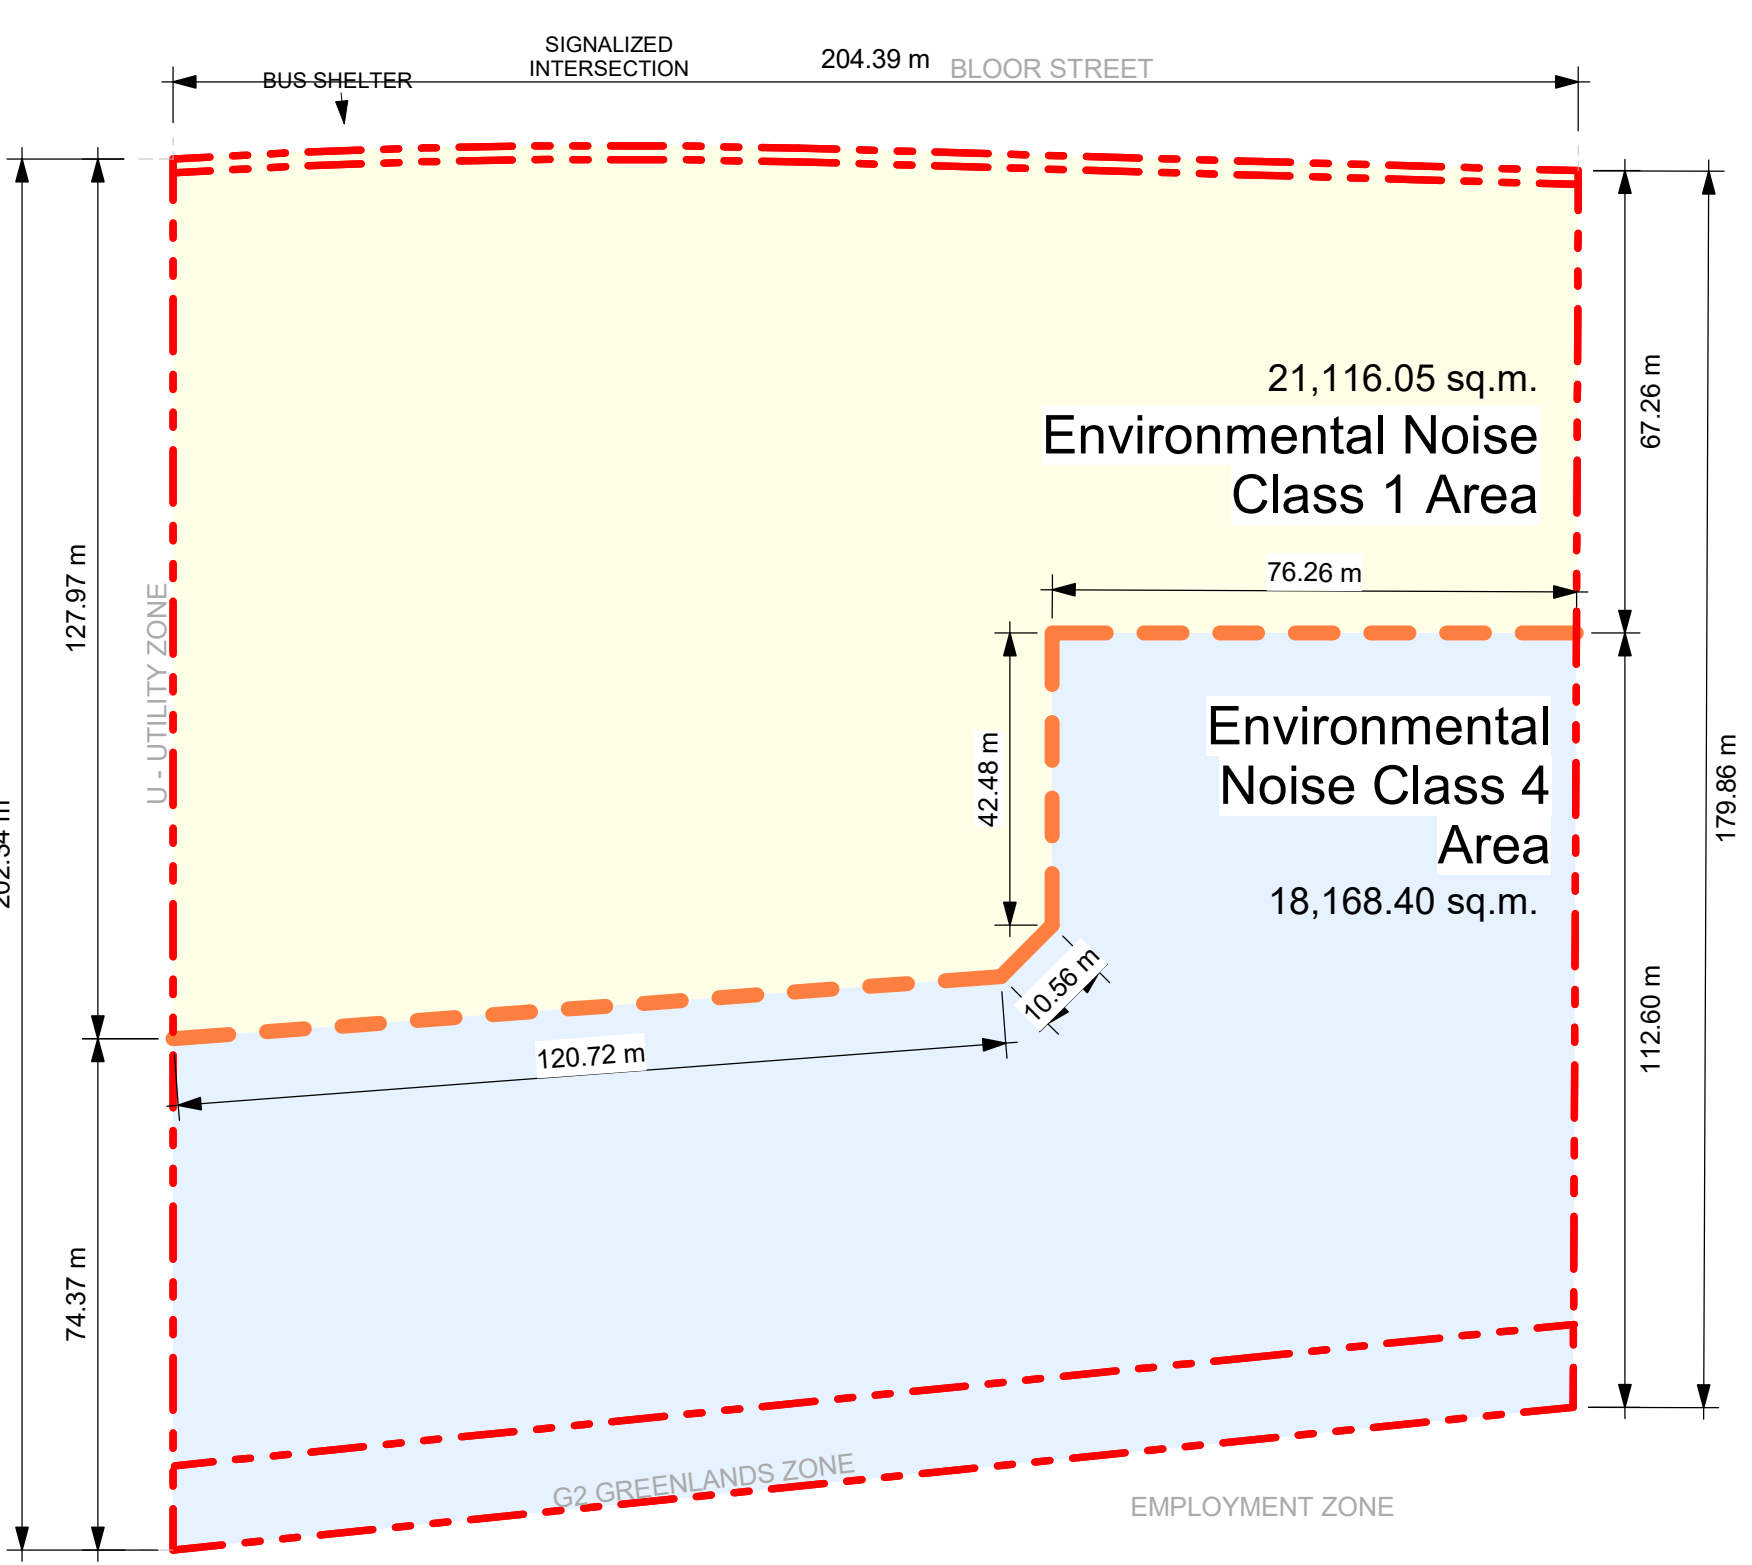 SIGNALIZED
INTERSECTION
204.39 m
BLOOR STREET
BUS SHELTER
21,116.05 sq.m.
Environmental Noise
Class 1 Area
67.26 m
76.26 m
127.97 m
U - UTILITY ZONE
Environmental
Noise Class 4
Area
18,168.40 sq.m.
42.48 m
179.86 m
10.56 m
120.72 m
112.60 m
74.37 m
G2 GREENLANDS ZONE
EMPLOYMENT ZONE